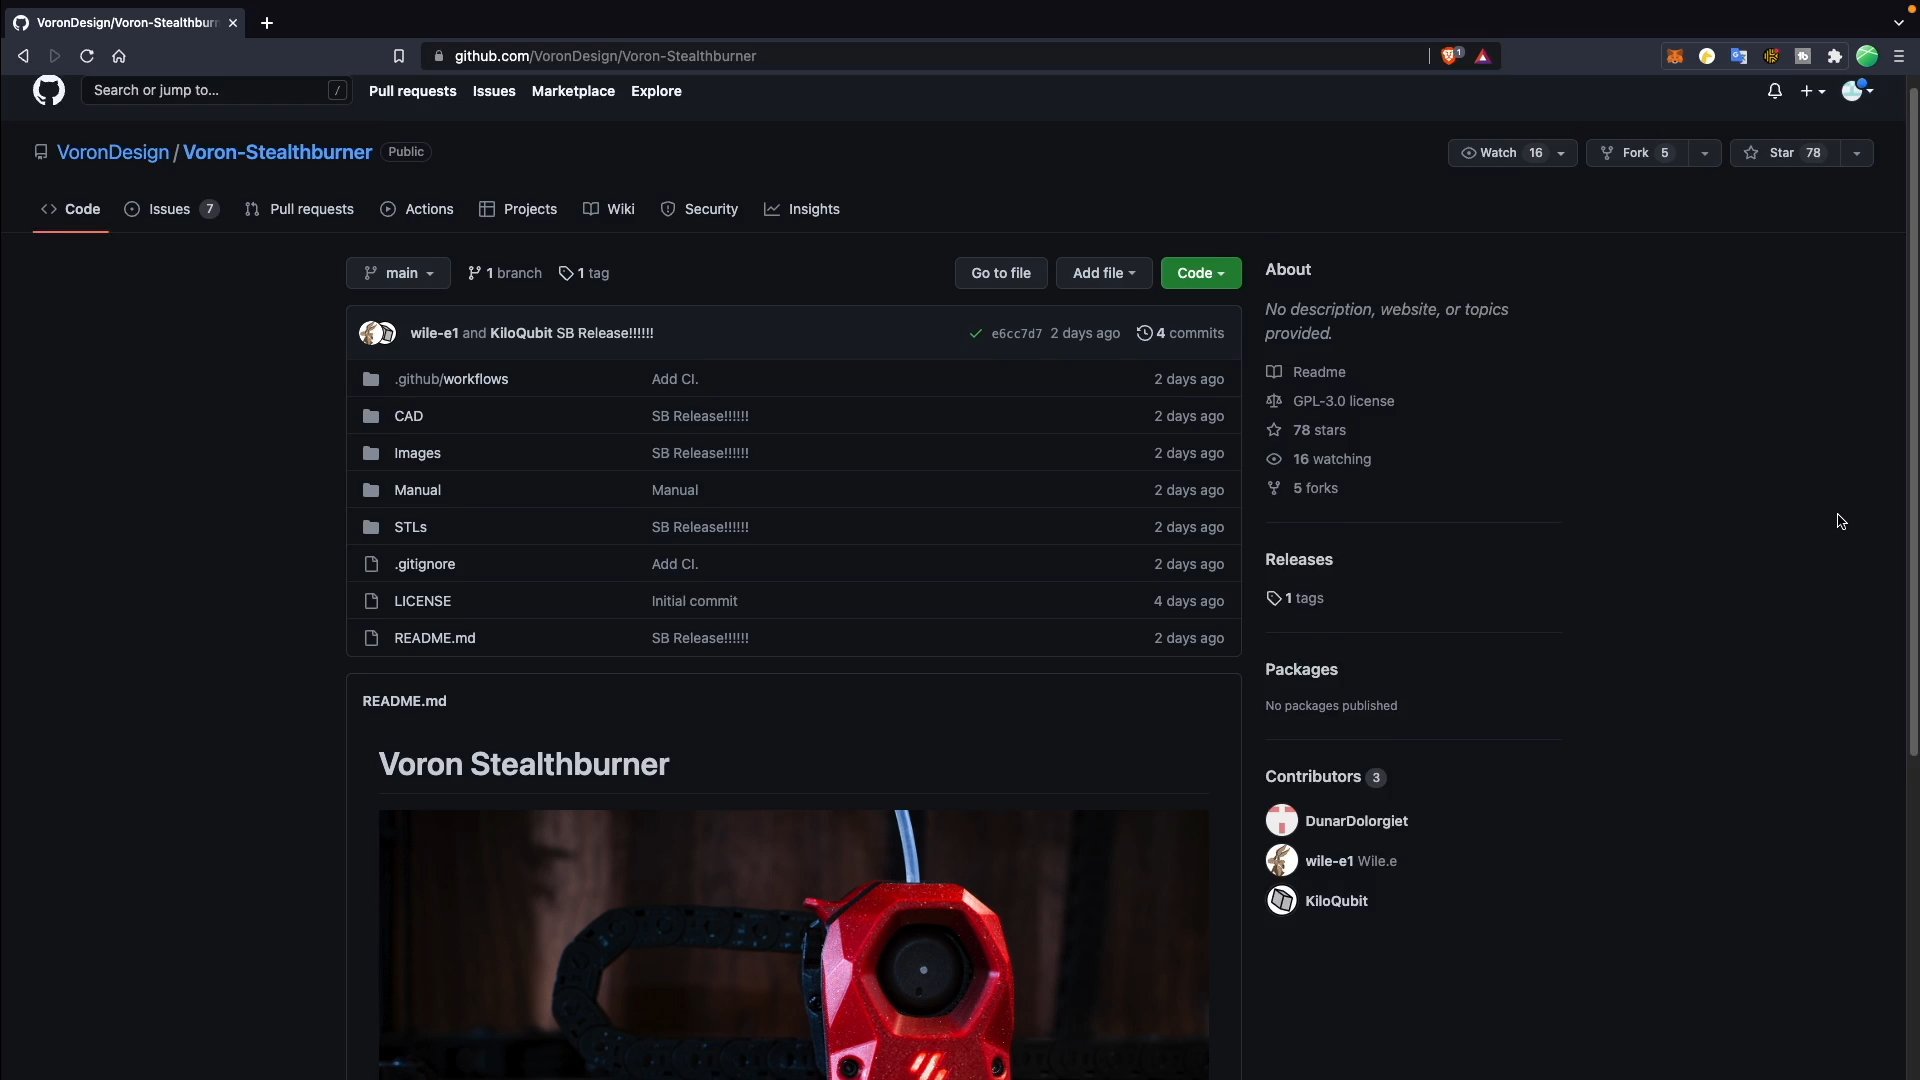 VoronDesign/Voron-Stealthburn
github.com/VoronDesign/Voron-Stealthburner
1
Search or jump to...
/
Pull requests
Issues
Marketplace
Explore
VoronDesign / Voron-Stealthburner
Public
Watch 16
Fork 5
Star 78
Code
Issues 7
Pull requests
Actions
Projects
Wiki
Security
Insights
main
1 branch
1 tag
Go to file
Add file
Code
wile-e1 and KiloQubit SB Release!!!!!!
e6cc7d7 2 days ago
4 commits
.github/workflows
Add CI.
2 days ago
CAD
SB Release!!!!!!
2 days ago
Images
SB Release!!!!!!
2 days ago
Manual
Manual
2 days ago
STLs
SB Release!!!!!!
2 days ago
.gitignore
Add CI.
2 days ago
LICENSE
Initial commit
4 days ago
README.md
SB Release!!!!!!
2 days ago
README.md
Voron Stealthburner
About
No description, website, or topics
provided.
Readme
GPL-3.0 license
78 stars
16 watching
5 forks
Releases
1 tags
Packages
No packages published
Contributors 3
DunarDolorgiet
wile-e1 Wile.e
KiloQubit